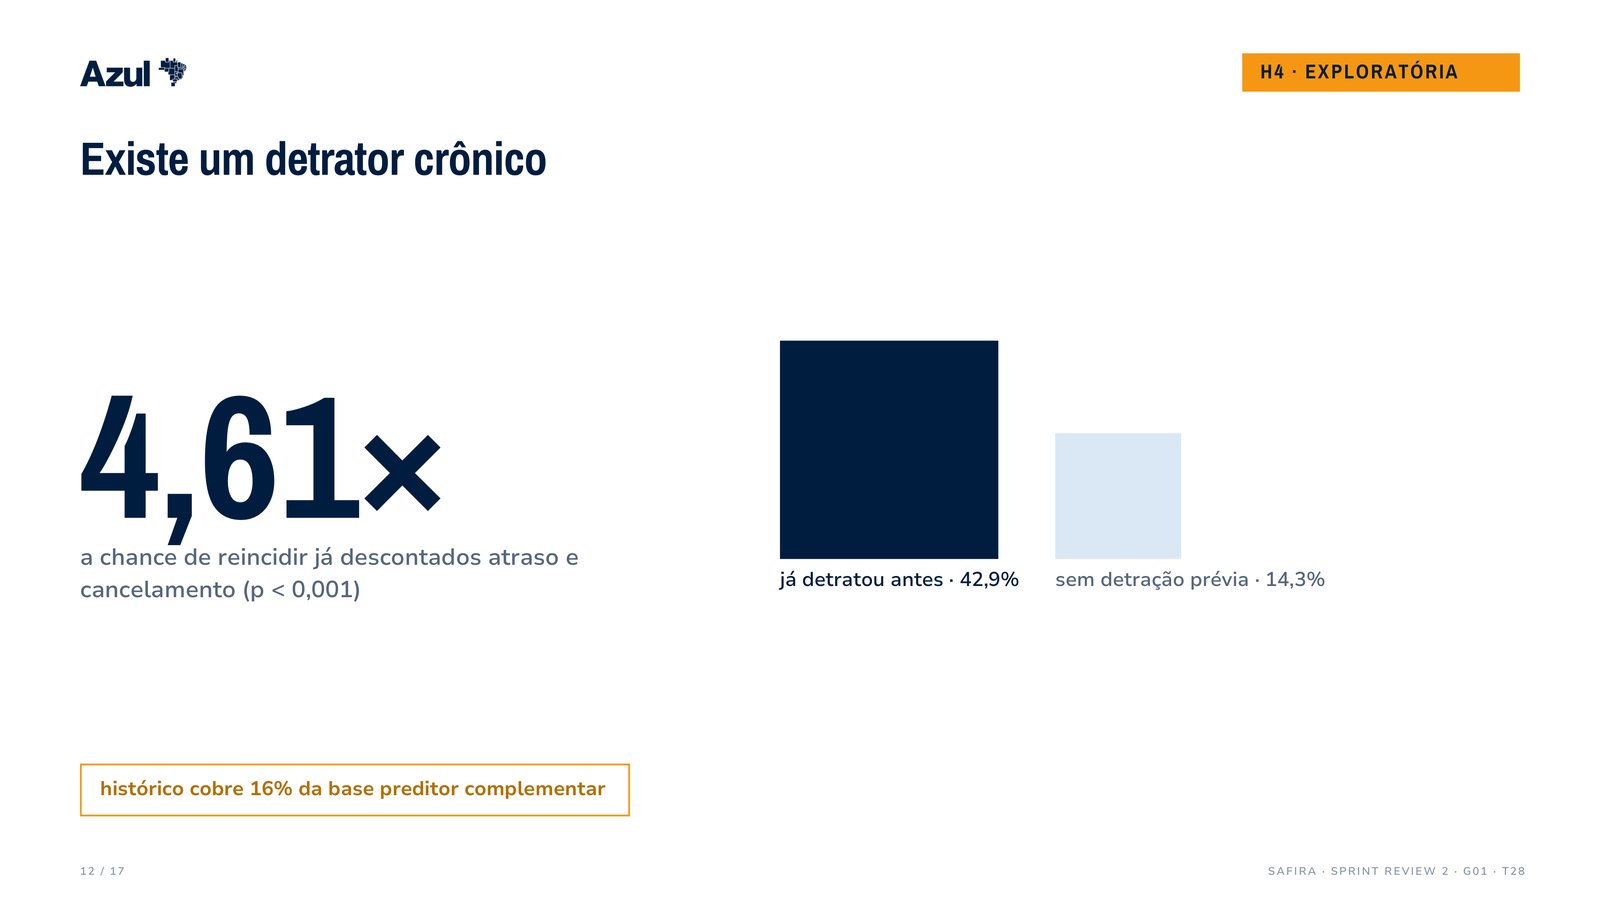 Azul
H4 · EXPLORATÓRIA
Existe um detrator crônico
4,61×
a chance de reincidir já descontados atraso e
cancelamento (p < 0,001)
já detratou antes · 42,9%
sem detração prévia · 14,3%
histórico cobre 16% da base preditor complementar
12 / 17
SAFIRA · SPRINT REVIEW 2 · G01 · T28